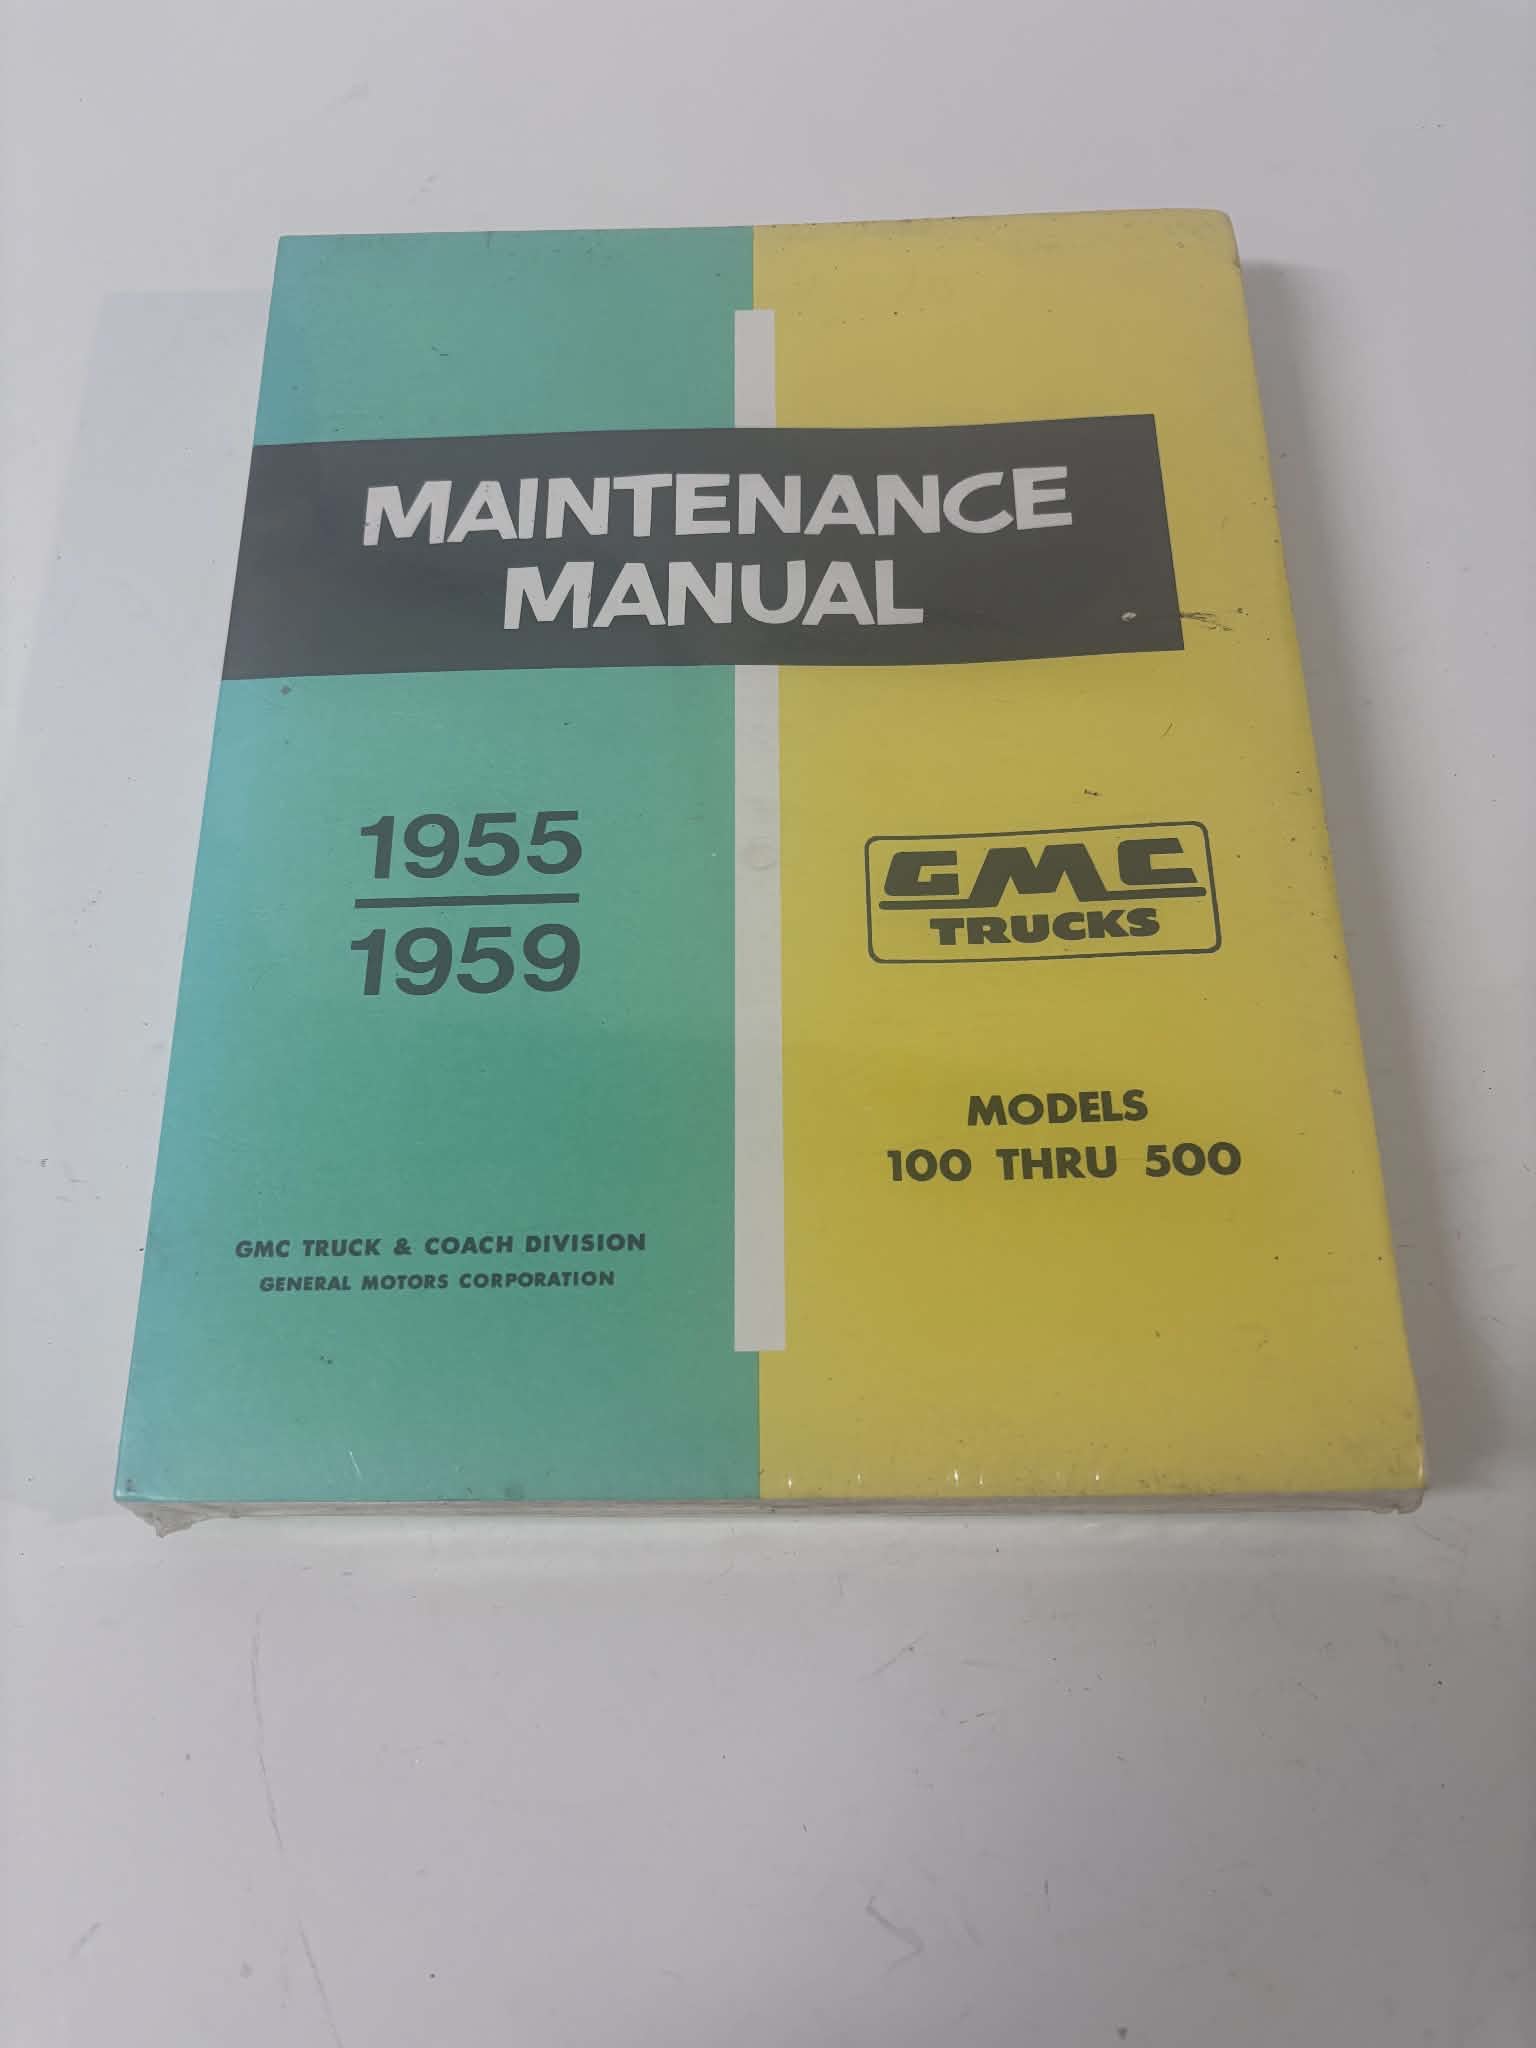 MAINTENANCE
MANUAL
1955
1959
GMC
TRUCKS
MODELS
100 THRU 500
GMC TRUCK & COACH DIVISION
GENERAL MOTORS CORPORATION